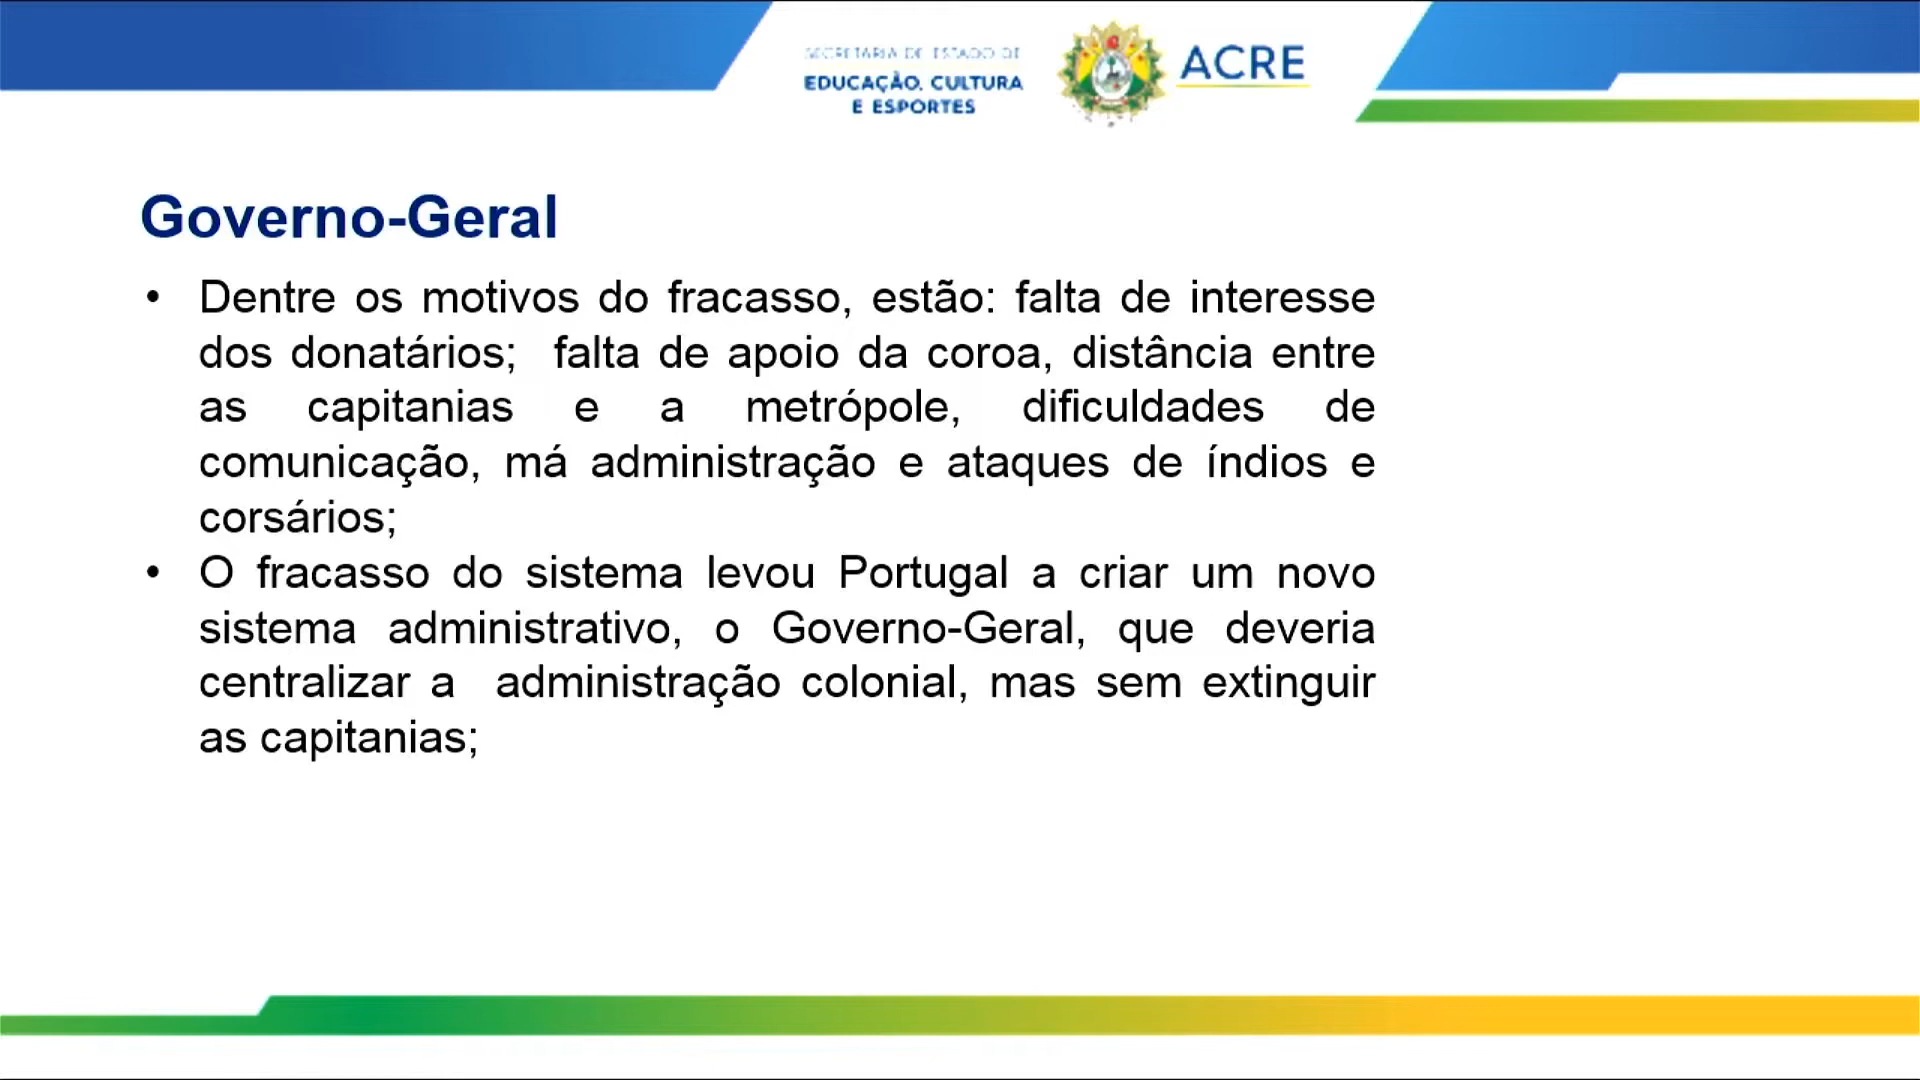 SECRETARIA DE ESTADO DE
EDUCAÇÃO, CULTURA
E ESPORTES
ACRE
Governo-Geral
• Dentre os motivos do fracasso, estão: falta de interesse
dos donatários; falta de apoio da coroa, distância entre
as capitanias e a metrópole, dificuldades de
comunicação, má administração e ataques de índios e
corsários;
• O fracasso do sistema levou Portugal a criar um novo
sistema administrativo, o Governo-Geral, que deveria
centralizar a administração colonial, mas sem extinguir
as capitanias;